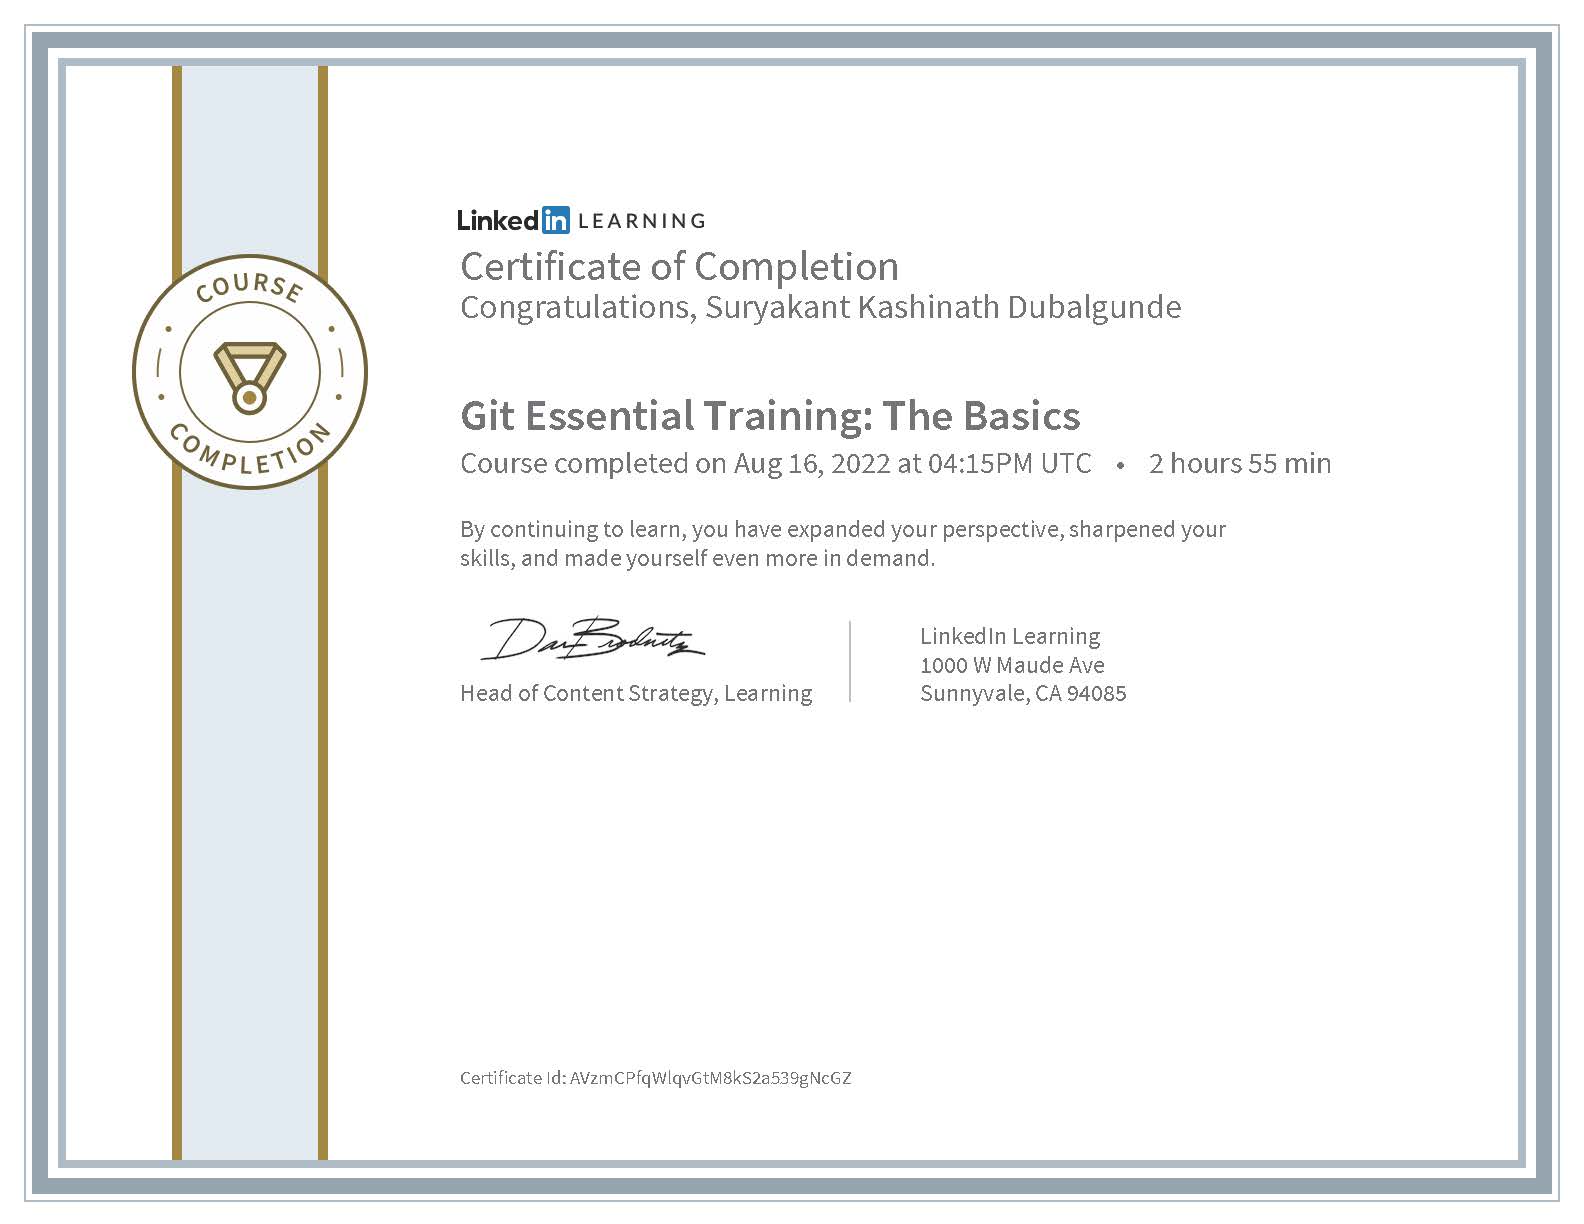 COURSE
COMPLETION
Linkedin LEARNING
Certificate of Completion
Congratulations, Suryakant Kashinath Dubalgunde
Git Essential Training: The Basics
Course completed on Aug 16, 2022 at 04:15PM UTC • 2 hours 55 min
By continuing to learn, you have expanded your perspective, sharpened your
skills, and made yourself even more in demand.
Dan Brodnitz
Head of Content Strategy, Learning
LinkedIn Learning
1000 W Maude Ave
Sunnyvale, CA 94085
Certificate Id: AVzmCPfqWlqvGtM8kS2a539gNcGZ